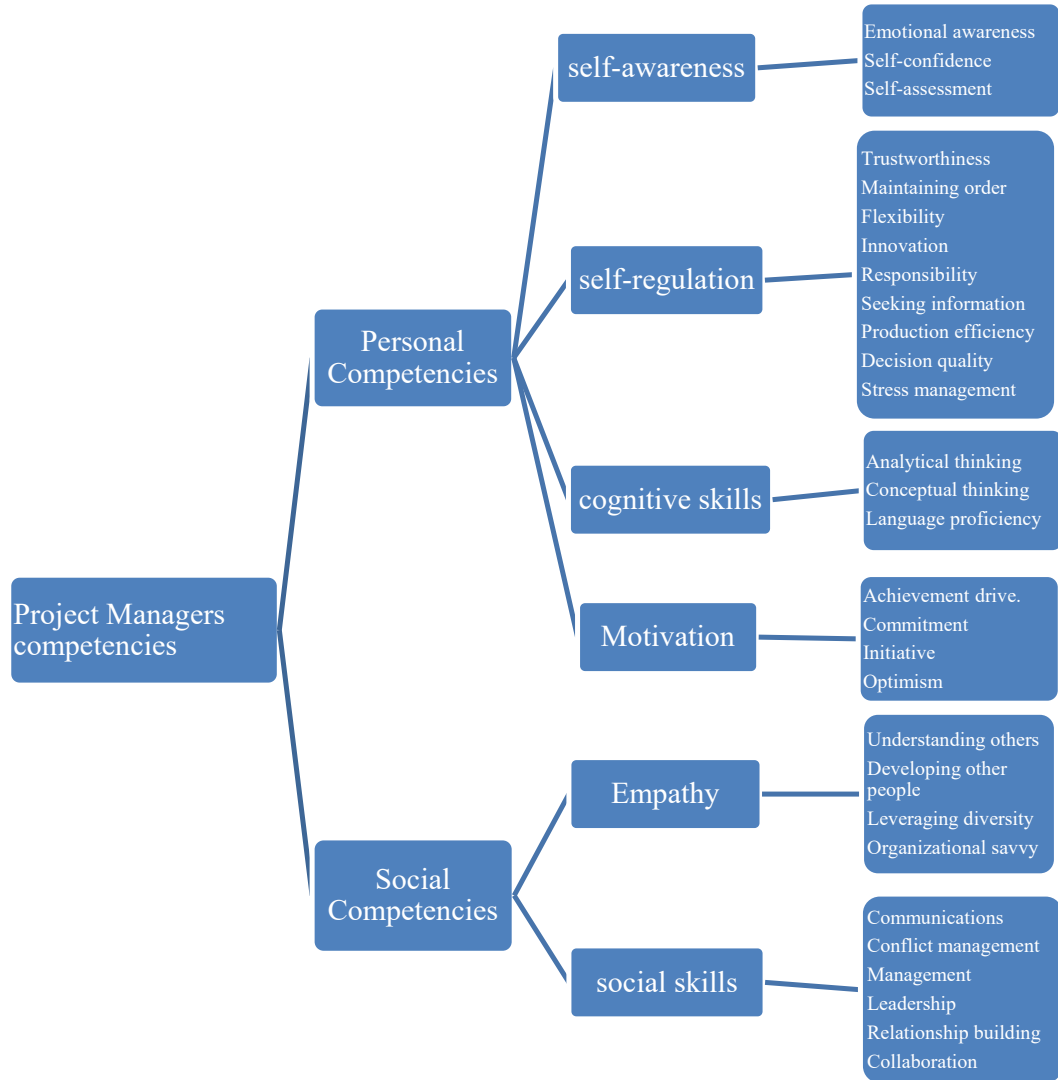 Project Managers
competencies
Personal
Competencies
self-awareness
Emotional awareness
Self-confidence
Self-assessment
self-regulation
Trustworthiness
Maintaining order
Flexibility
Innovation
Responsibility
Seeking information
Production efficiency
Decision quality
Stress management
cognitive skills
Analytical thinking
Conceptual thinking
Language proficiency
Motivation
Achievement drive.
Commitment
Initiative
Optimism
Social
Competencies
Empathy
Understanding others
Developing other
people
Leveraging diversity
Organizational savvy
social skills
Communications
Conflict management
Management
Leadership
Relationship building
Collaboration